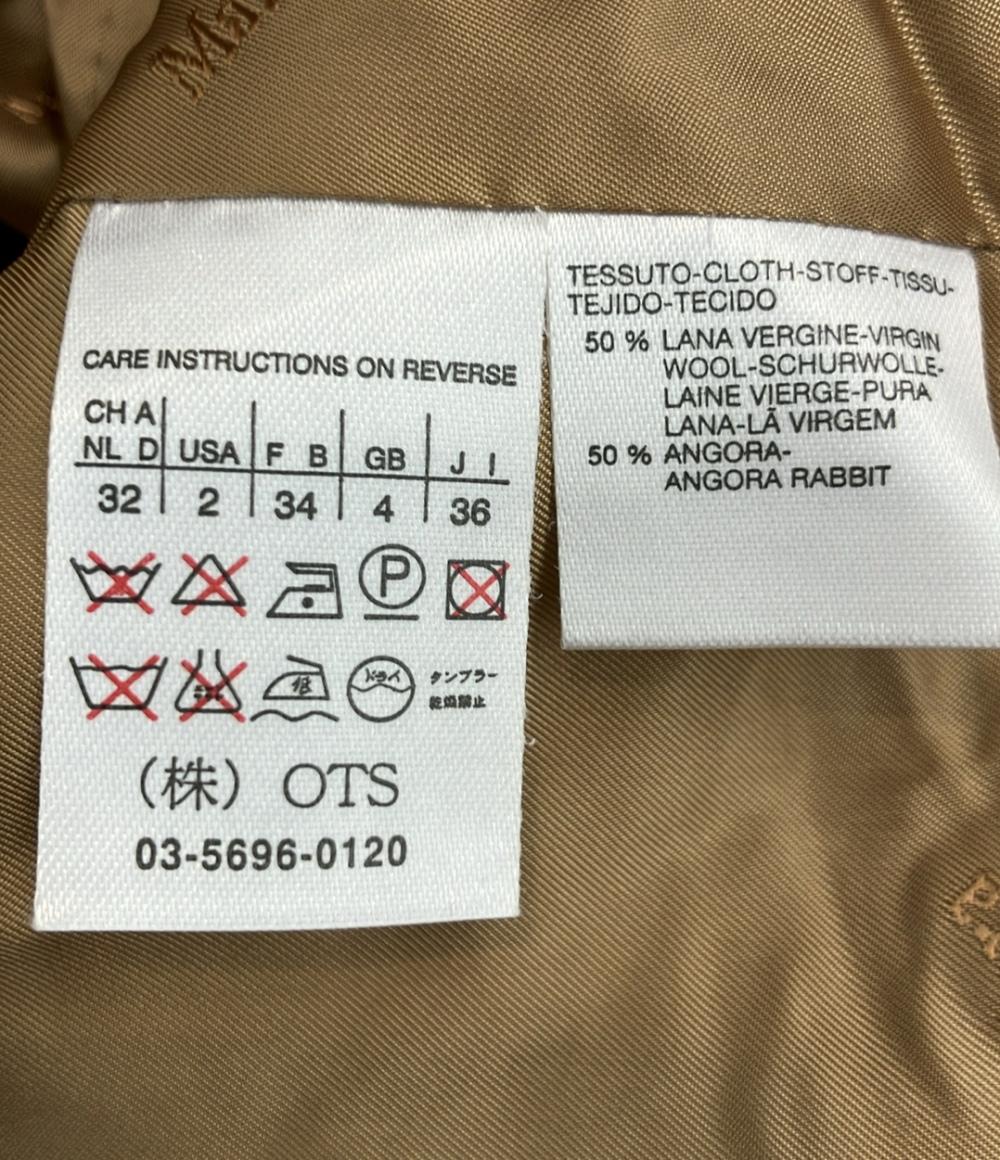 CARE INSTRUCTIONS ON REVERSE
CH A
NL D USA F B GB J I
32 2 34 4 36
P
低 ドライ タンブラー
乾燥禁止
(株) OTS
03-5696-0120
TESSUTO-CLOTH-STOFF-TISSU-
TEJIDO-TECIDO
50 % LANA VERGINE-VIRGIN
WOOL-SCHURWOLLE-
LAINE VIERGE-PURA
LANA-LÃ VIRGEM
50 % ANGORA-
ANGORA RABBIT